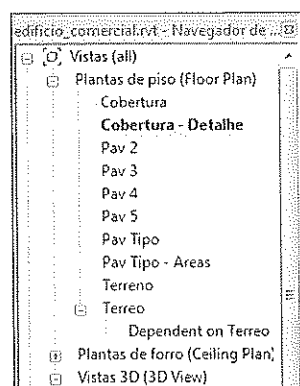 edificio_comercial.rvt - Navegador de ...
Vistas (all)
Plantas de piso (Floor Plan)
Cobertura
Cobertura - Detalhe
Pav 2
Pav 3
Pav 4
Pav 5
Pav Tipo
Pav Tipo - Areas
Terreno
Terreo
Dependent on Terreo
Plantas de forro (Ceiling Plan)
Vistas 3D (3D View)